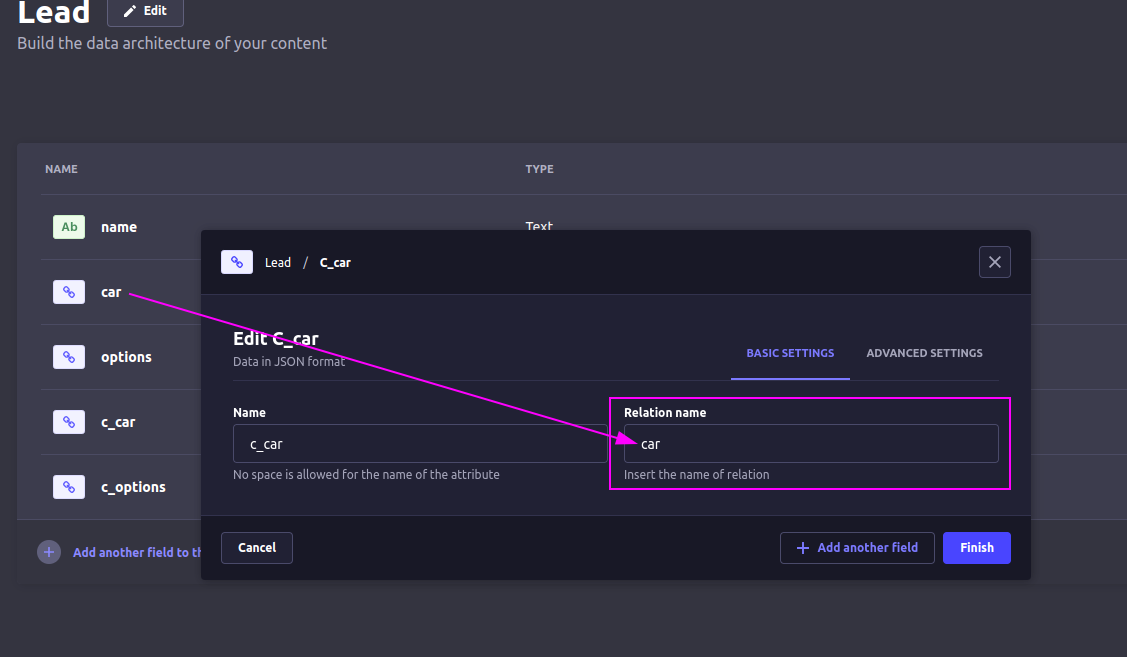 Lead
Edit
Build the data architecture of your content
NAME
TYPE
Ab
name
Text
car
options
c_car
c_options
Add another field to th
Lead / C_car
Edit C_car
Data in JSON format
BASIC SETTINGS
ADVANCED SETTINGS
Name
c_car
No space is allowed for the name of the attribute
Relation name
car
Insert the name of relation
Cancel
Add another field
Finish